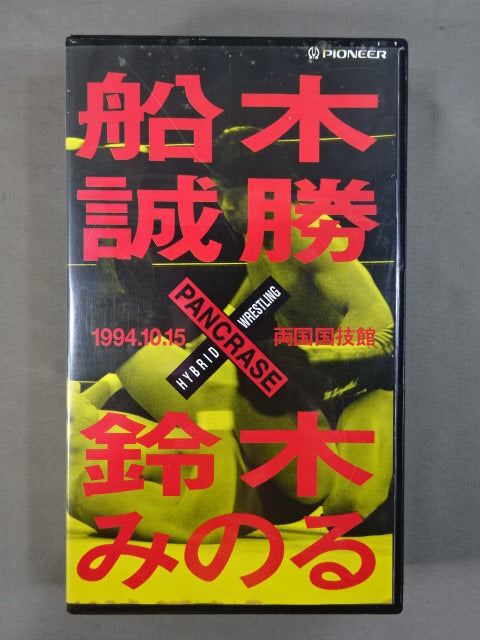 PIONEER
船木
誠勝
PANCRASE
HYBRID WRESTLING
1994.10.15
両国国技館
鈴木
みのる